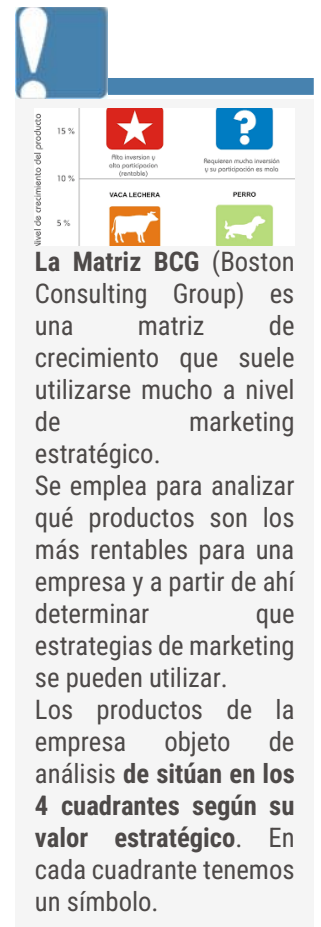 !
Nivel de crecimiento del producto
15 %
10 %
5 %
?
Alta inversion y
alta participacion
(rentable)
Requieren mucha inversión
y su participación es mala
VACA LECHERA
PERRO
La Matriz BCG (Boston
Consulting Group) es
una matriz de
crecimiento que suele
utilizarse mucho a nivel
de marketing
estratégico.
Se emplea para analizar
qué productos son los
más rentables para una
empresa y a partir de ahí
determinar que
estrategias de marketing
se pueden utilizar.
Los productos de la
empresa objeto de
análisis de sitúan en los
4 cuadrantes según su
valor estratégico. En
cada cuadrante tenemos
un símbolo.